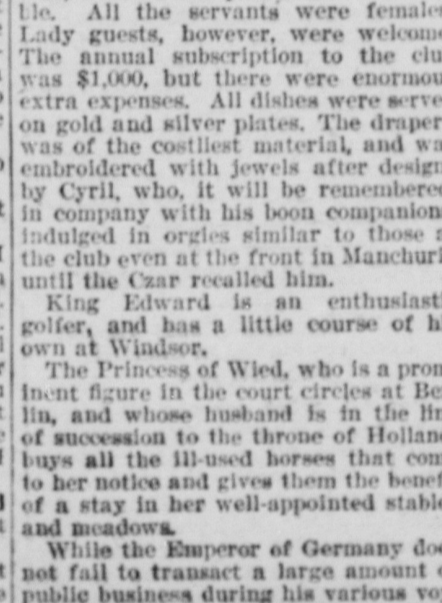 ble. All the servants were female
Lady guests, however, were welcome
The annual subscription to the clu
was $1,000, but there were enormou
extra expenses. All dishes were serve
on gold and silver plates. The draper
was of the costliest material, and wa
embroidered with jewels after design
by Cyril, who, it will be remembere
in company with his boon companion
indulged in orgies similar to those a
the club even at the front in Manchuri
until the Czar recalled him.
King Edward is an enthusiasti
golfer, and has a little course of hi
own at Windsor.
The Princess of Wied, who is a prom
inent figure in the court circles at Be
lin, and whose husband is in the lin
of succession to the throne of Hollan
buys all the ill-used horses that com
to her notice and gives them the benef
of a stay in her well-appointed stable
and meadows.
While the Emperor of Germany doe
not fail to transact a large amount o
public business during his various vo